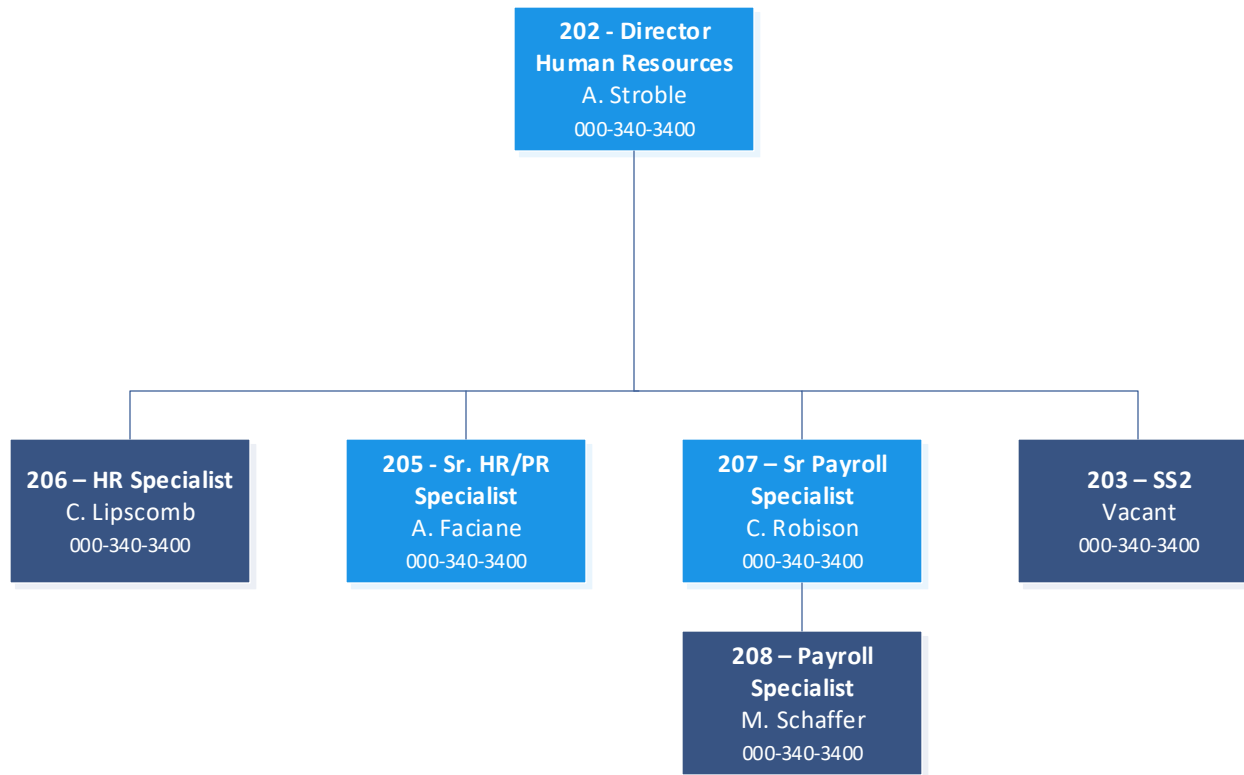 202 - Director
Human Resources
A. Stroble
000-340-3400
206 – HR Specialist
C. Lipscomb
000-340-3400
205 - Sr. HR/PR
Specialist
A. Faciane
000-340-3400
207 – Sr Payroll
Specialist
C. Robison
000-340-3400
203 – SS2
Vacant
000-340-3400
208 – Payroll
Specialist
M. Schaffer
000-340-3400